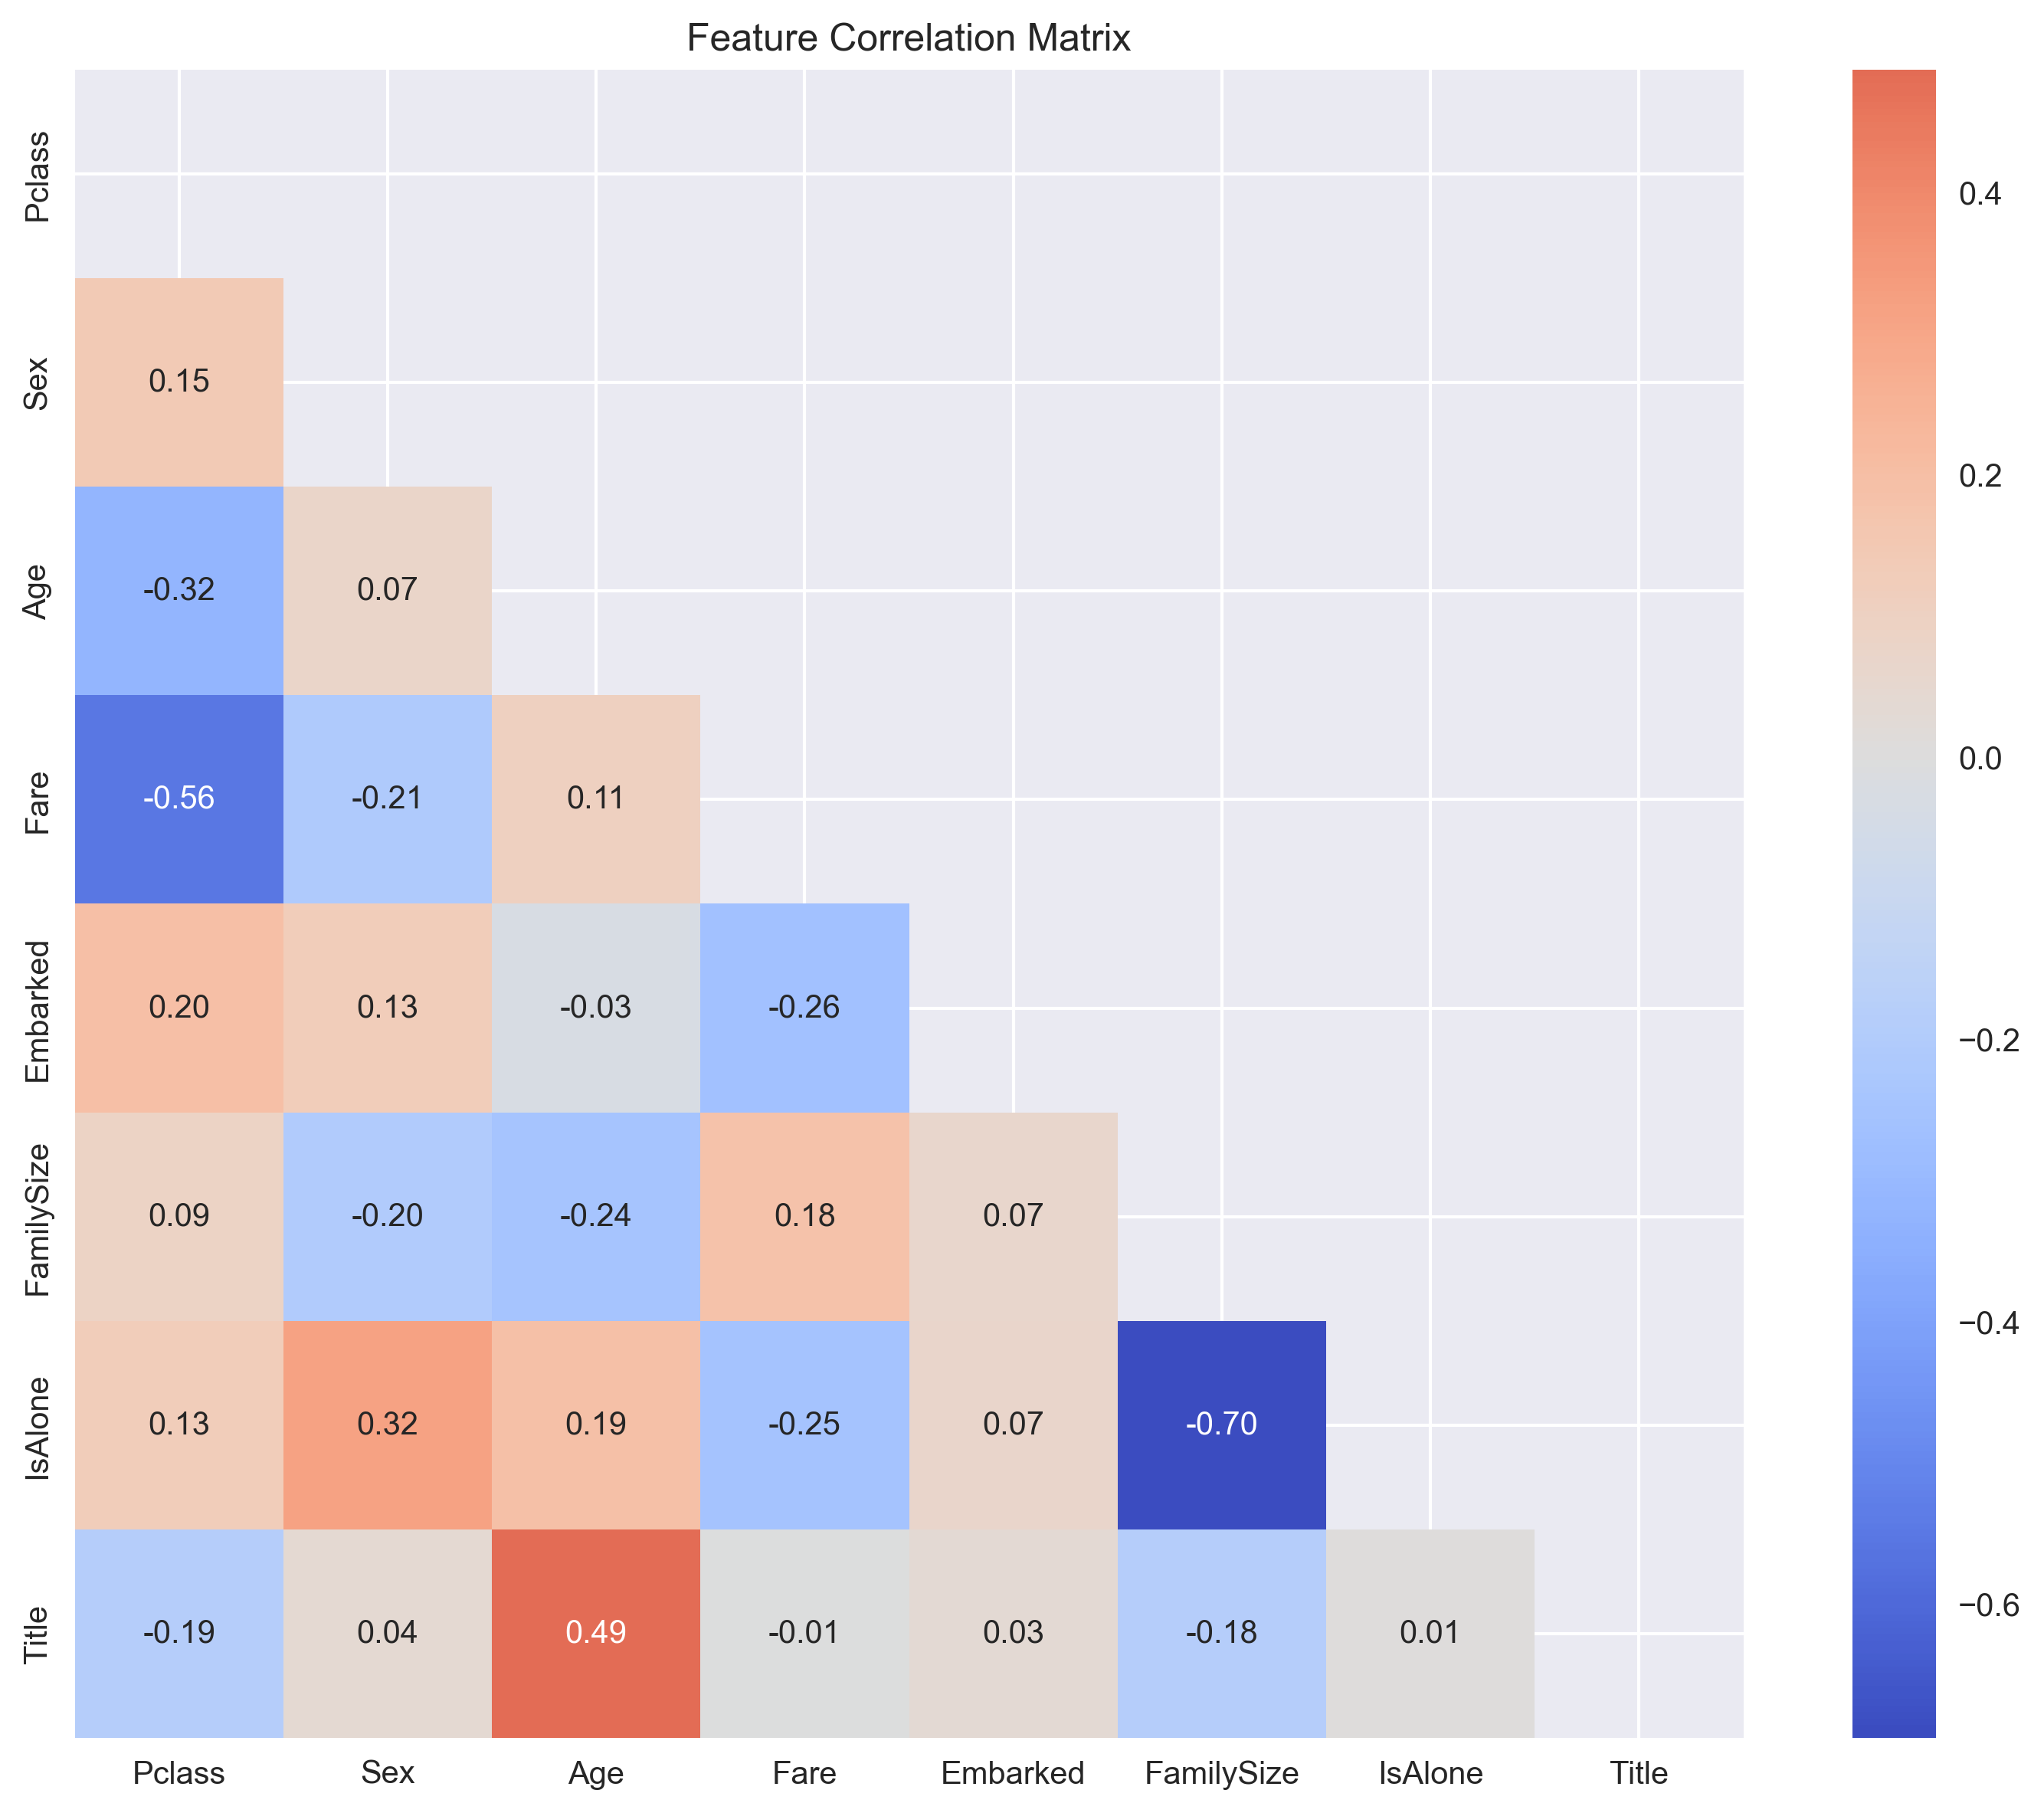 Feature Correlation Matrix
Pclass
Sex
0.15
Age
-0.32 0.07
Fare
-0.56 -0.21 0.11
Embarked
0.20 0.13 -0.03 -0.26
FamilySize
0.09 -0.20 -0.24 0.18 0.07
IsAlone
0.13 0.32 0.19 -0.25 0.07 -0.70
Title
-0.19 0.04 0.49 -0.01 0.03 -0.18 0.01
Pclass Sex Age Fare Embarked FamilySize IsAlone Title
0.4
0.2
0.0
−0.2
−0.4
−0.6